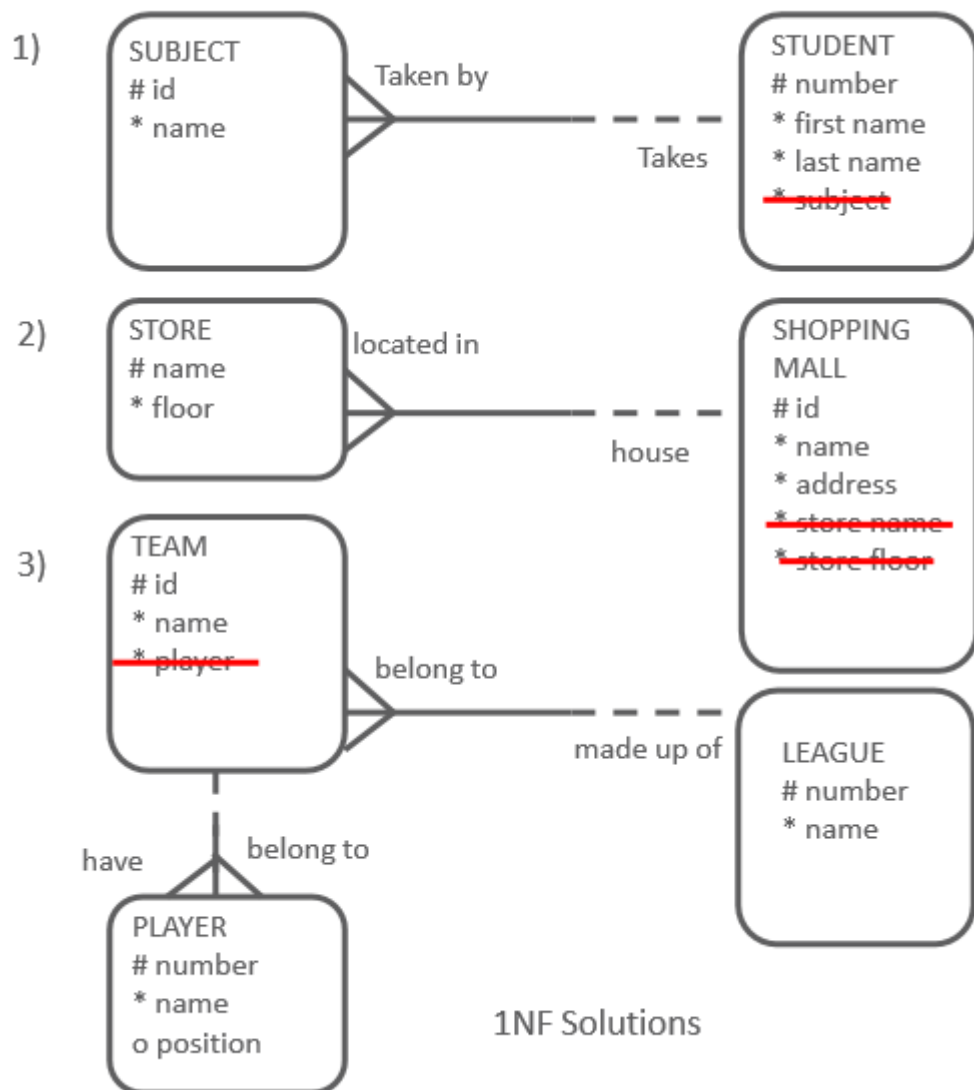 1)
SUBJECT
# id
* name
Taken by
Takes
STUDENT
# number
* first name
* last name
* subject
2)
STORE
# name
* floor
located in
house
SHOPPING
MALL
# id
* name
* address
* store name
* store floor
3)
TEAM
# id
* name
* player
belong to
made up of
LEAGUE
# number
* name
have
belong to
PLAYER
# number
* name
o position
1NF Solutions